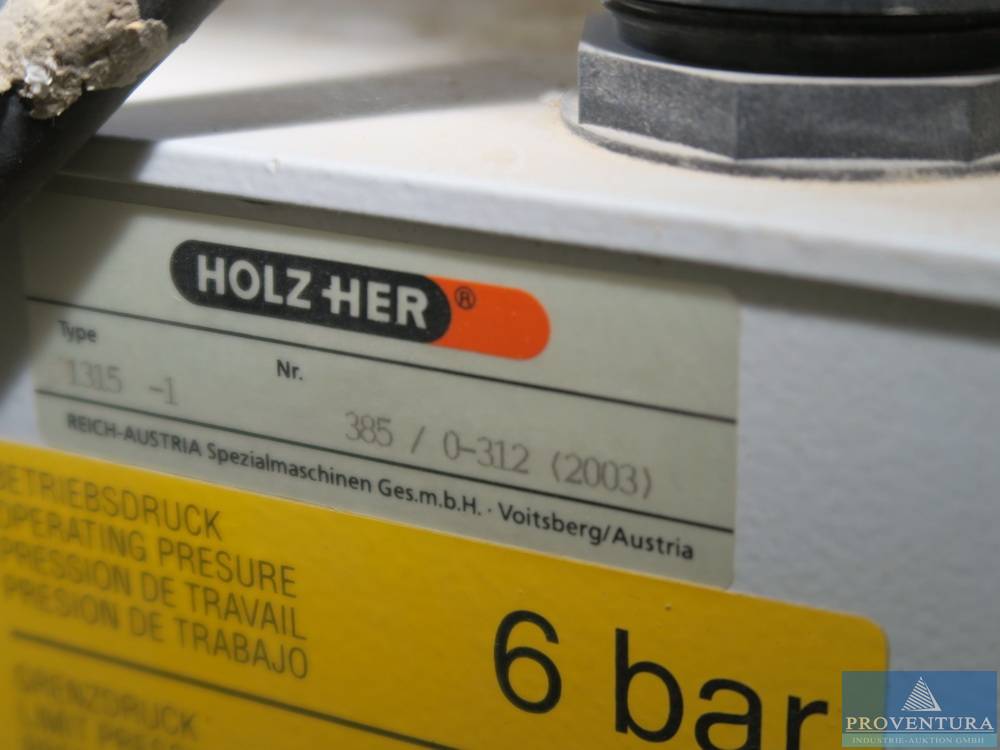 HOLZ-HER®
Type
Nr.
1315 -1
385 / 0-312 (2003)
REICH-AUSTRIA Spezialmaschinen Ges.m.b.H. · Voitsberg/Austria
BETRIEBSDRUCK
OPERATING PRESURE
PRESSION DE TRAVAIL
PRESION DE TRABAJO
6 bar
GRENZDRUCK
PROVENTURA
INDUSTRIE-AUKTION GMBH